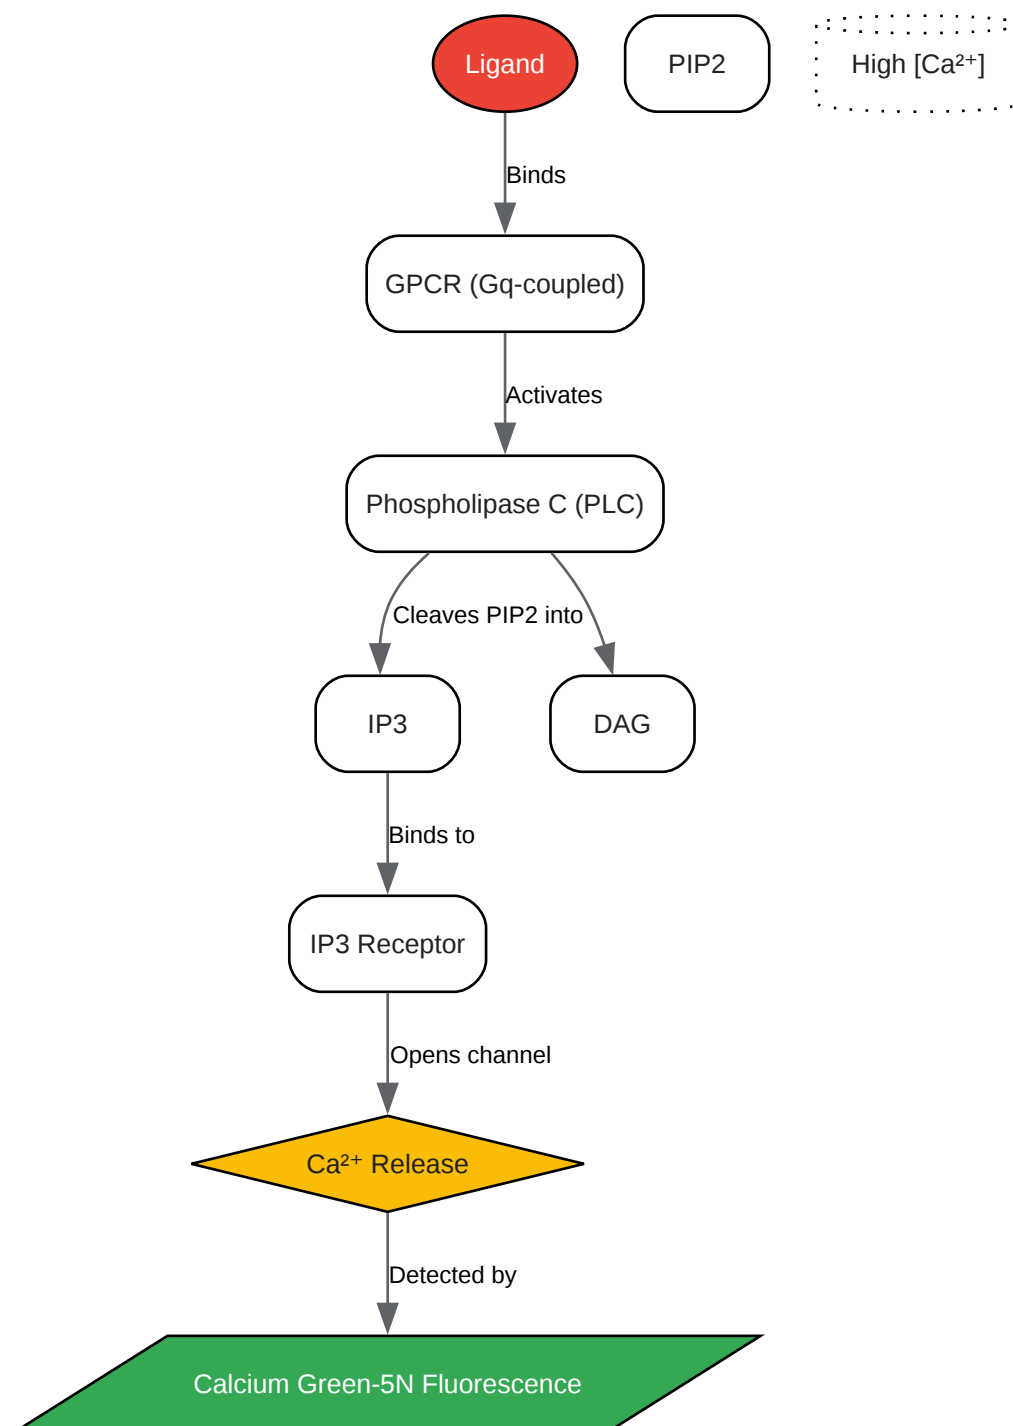 Ligand
PIP2
High [Ca²⁺]
Binds
GPCR (Gq-coupled)
Activates
Phospholipase C (PLC)
Cleaves PIP2 into
IP3
DAG
Binds to
IP3 Receptor
Opens channel
Ca²⁺ Release
Detected by
Calcium Green-5N Fluorescence